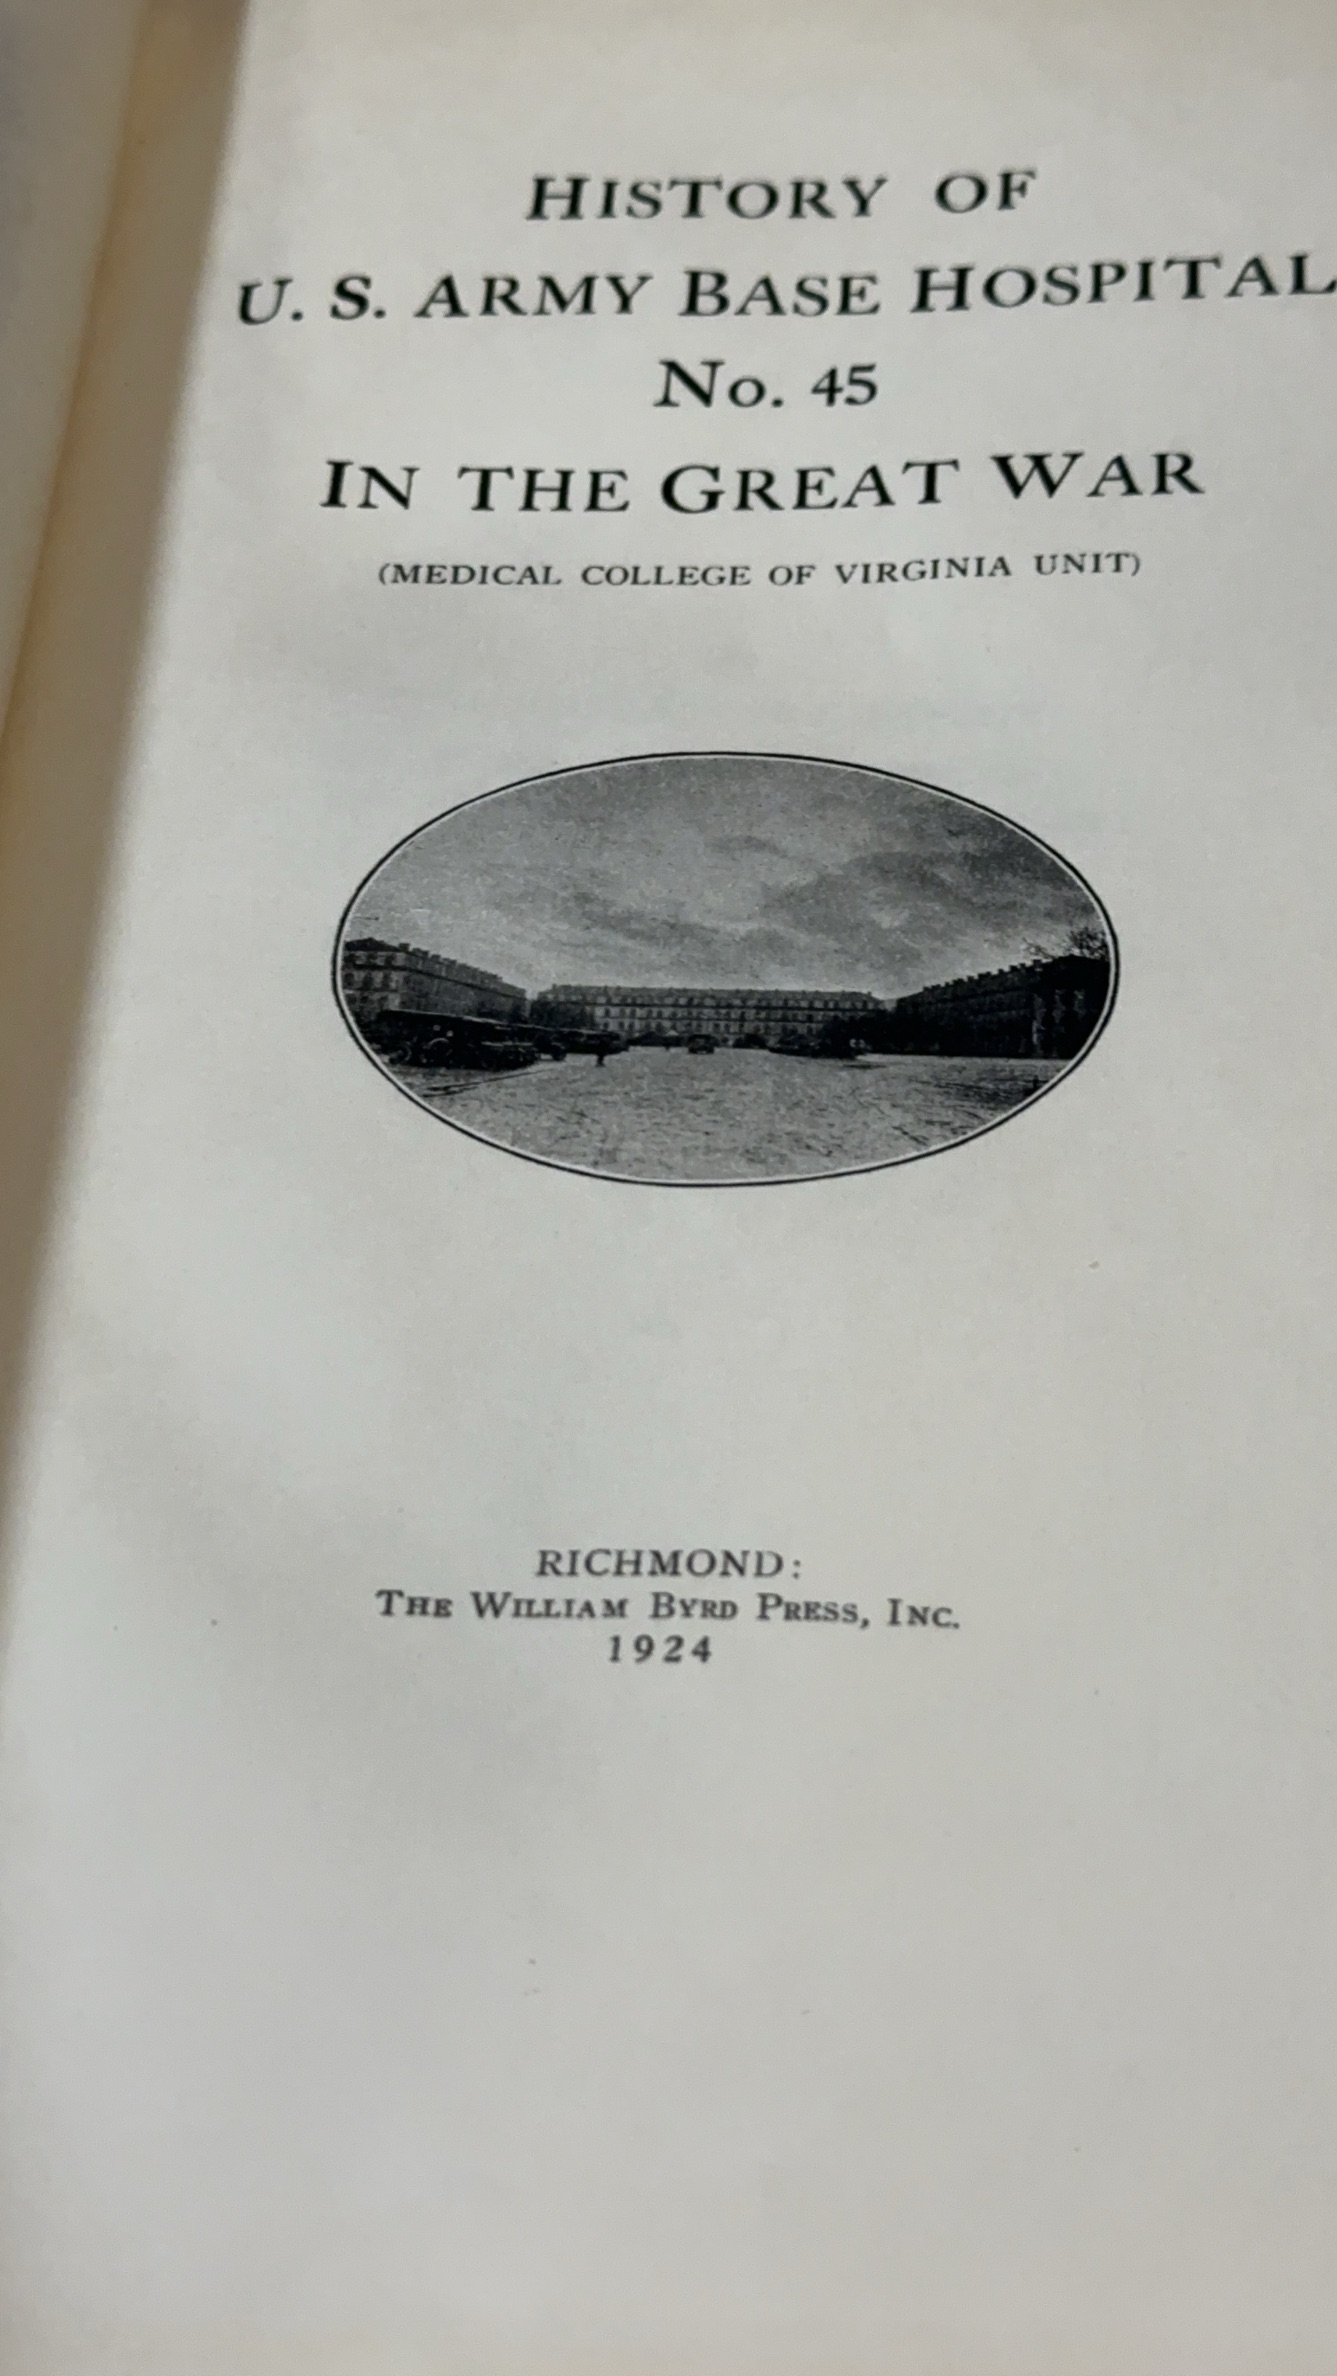 HISTORY OF
U. S. ARMY BASE HOSPITAL
No. 45
IN THE GREAT WAR
(MEDICAL COLLEGE OF VIRGINIA UNIT)
RICHMOND:
THE WILLIAM BYRD PRESS, INC.
1924